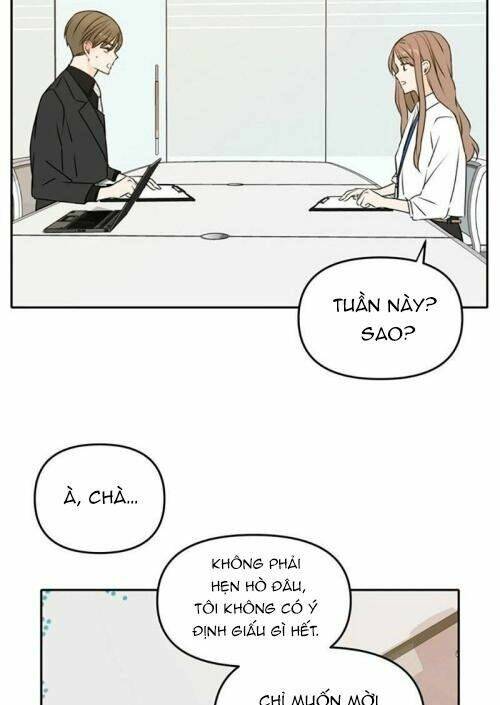 TUẦN NÀY?
SAO?
À, CHÀ...
KHÔNG PHẢI
HẸN HÒ ĐÂU,
TÔI KHÔNG CÓ Ý
ĐỊNH GIẤU GÌ HẾT.
CHỈ MUỐN MỜI